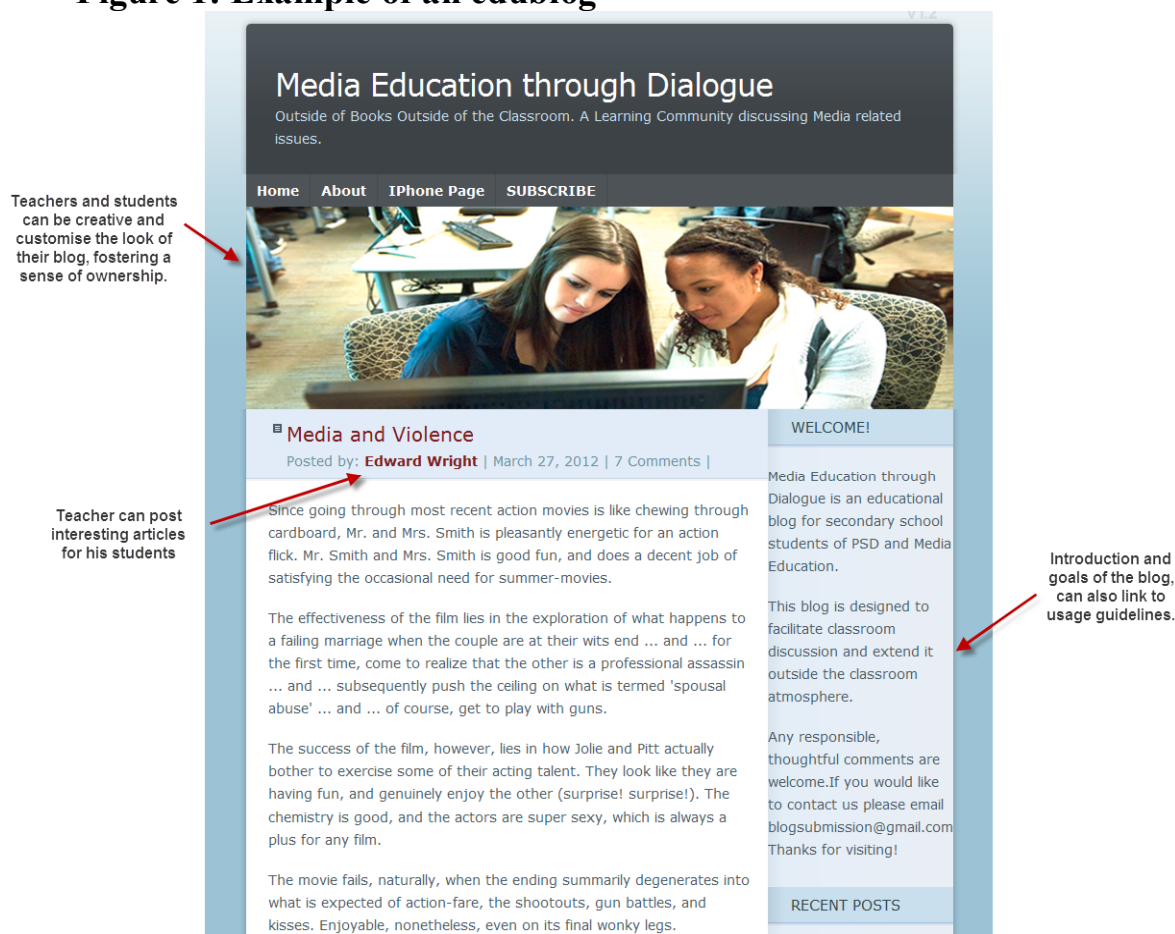 Figure 1: Example of an edublog
V1.2
Media Education through Dialogue
Outside of Books Outside of the Classroom. A Learning Community discussing Media related
issues.
Home About IPhone Page SUBSCRIBE
Teachers and students
can be creative and
customise the look of
their blog, fostering a
sense of ownership.
Media and Violence
Posted by: Edward Wright | March 27, 2012 | 7 Comments |
Teacher can post
interesting articles
for his students
Since going through most recent action movies is like chewing through
cardboard, Mr. and Mrs. Smith is pleasantly energetic for an action
flick. Mr. Smith and Mrs. Smith is good fun, and does a decent job of
satisfying the occasional need for summer-movies.
The effectiveness of the film lies in the exploration of what happens to
a failing marriage when the couple are at their wits end ... and ... for
the first time, come to realize that the other is a professional assassin
... and ... subsequently push the ceiling on what is termed 'spousal
abuse' ... and ... of course, get to play with guns.
The success of the film, however, lies in how Jolie and Pitt actually
bother to exercise some of their acting talent. They look like they are
having fun, and genuinely enjoy the other (surprise! surprise!). The
chemistry is good, and the actors are super sexy, which is always a
plus for any film.
The movie fails, naturally, when the ending summarily degenerates into
what is expected of action-fare, the shootouts, gun battles, and
kisses. Enjoyable, nonetheless, even on its final wonky legs.
WELCOME!
Media Education through
Dialogue is an educational
blog for secondary school
students of PSD and Media
Education.
This blog is designed to
facilitate classroom
discussion and extend it
outside the classroom
atmosphere.
Any responsible,
thoughtful comments are
welcome.If you would like
to contact us please email
blogsubmission@gmail.com
Thanks for visiting!
RECENT POSTS
Introduction and
goals of the blog,
can also link to
usage guidelines.